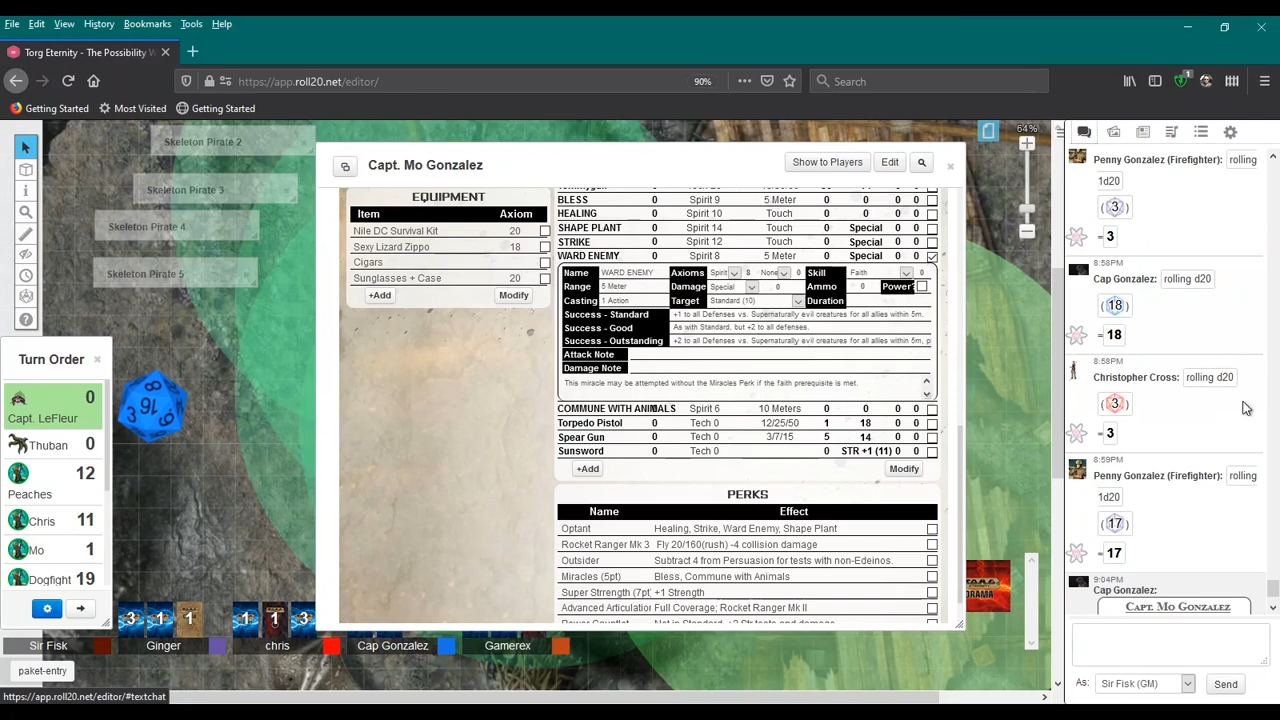 File Edit View History Bookmarks Tools Help
Torg Eternity - The Possibility W
https://app.roll20.net/editor/
90%
Search
Getting Started Most Visited Getting Started
Skeleton Pirate 2
Skeleton Pirate 3
Skeleton Pirate 4
Skeleton Pirate 5
64%
Capt. Mo Gonzalez
Show to Players Edit
EQUIPMENT
Item Axiom
Nile DC Survival Kit 20
Sexy Lizard Zippo 18
Cigars
Sunglasses + Case 20
+Add Modify
BLESS 0 Spirit 9 5 Meter 0 0 0 0
HEALING 0 Spirit 10 Touch 0 0 0 0
SHAPE PLANT 0 Spirit 14 Touch 0 Special 0 0
STRIKE 0 Spirit 12 Touch 0 Special 0 0
WARD ENEMY 0 Spirit 8 5 Meter 0 Special 0 0
Name WARD ENEMY Axioms Spirit 8 None 0 Skill Faith 0
Range 5 Meter Damage Special 0 Ammo 0 Power?
Casting 1 Action Target Standard (10) Duration
Success - Standard +1 to all Defenses vs. Supernaturally evil creatures for all allies within 5m.
Success - Good As with Standard, but +2 to all defenses.
Success - Outstanding +2 to all Defenses vs. Supernaturally evil creatures for all allies within 5m, p
Attack Note
Damage Note
This miracle may be attempted without the Miracles Perk if the faith prerequisite is met.
COMMUNE WITH ANIMALS 0 Spirit 6 10 Meters 0 0 0 0
Torpedo Pistol 0 Tech 0 12/25/50 1 18 0 0
Spear Gun 0 Tech 0 3/7/15 5 14 0 0
Sunsword 0 Tech 0 0 STR +1 (11) 0 0
+Add Modify
PERKS
Name Effect
Optant Healing, Strike, Ward Enemy, Shape Plant
Rocket Ranger Mk 3 Fly 20/160(rush) -4 collision damage
Outsider Subtract 4 from Persuasion for tests with non-Edeinos.
Miracles (5pt) Bless, Commune with Animals
Super Strength (7pt +1 Strength
Advanced Articulation Full Coverage; Rocket Ranger Mk II
Turn Order
Capt. LeFleur 0
Thuban 0
Peaches 12
Chris 11
Mo 1
Dogfight 19
8 3 16
3 1 1 1 1 3
DRAMA
Sir Fisk Ginger chris Cap Gonzalez Gamerex
paket-entry
https://app.roll20.net/editor/#textchat
Penny Gonzalez (Firefighter): rolling
1d20
(3)
= 3
8:58PM
Cap Gonzalez: rolling d20
(18)
= 18
8:58PM
Christopher Cross: rolling d20
(3)
= 3
8:59PM
Penny Gonzalez (Firefighter): rolling
1d20
(17)
= 17
9:04PM
Cap Gonzalez:
CAPT. MO GONZALEZ
As: Sir Fisk (GM) Send